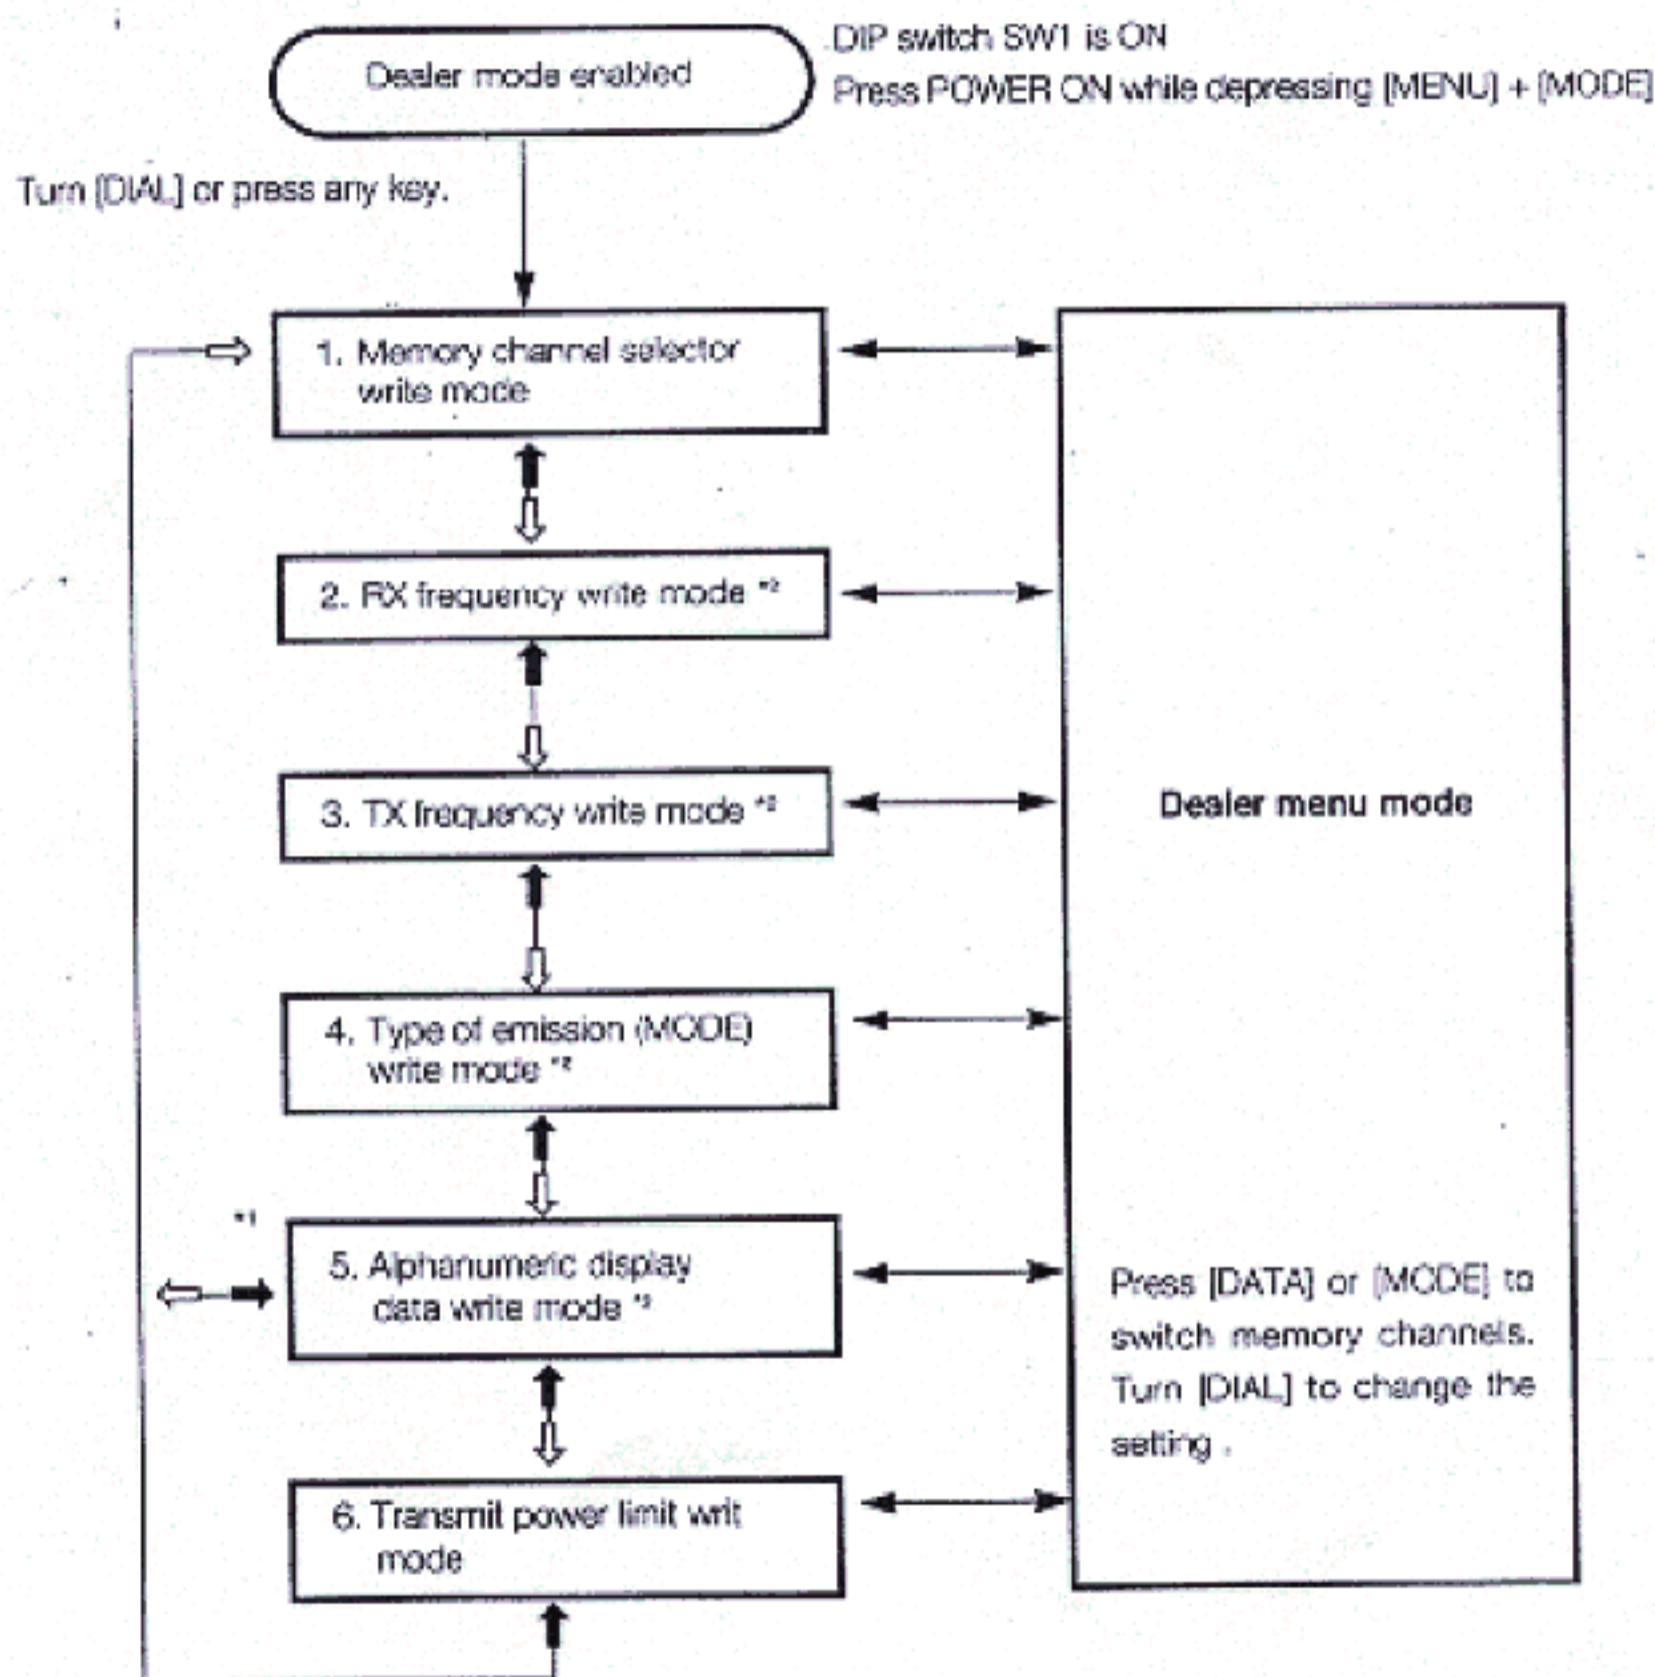 Dealer mode enabled
DIP switch SW1 is ON
Press POWER ON while depressing [MENU] + [MODE]
Turn [DIAL] or press any key.
1. Memory channel selector
write mode
2. RX frequency write mode *2
3. TX frequency write mode *2
Dealer menu mode
4. Type of emission (MODE)
write mode *2
*1
5. Alphanumeric display
data write mode *3
Press [DATA] or [MODE] to
switch memory channels.
Turn [DIAL] to change the
setting .
6. Transmit power limit writ
mode